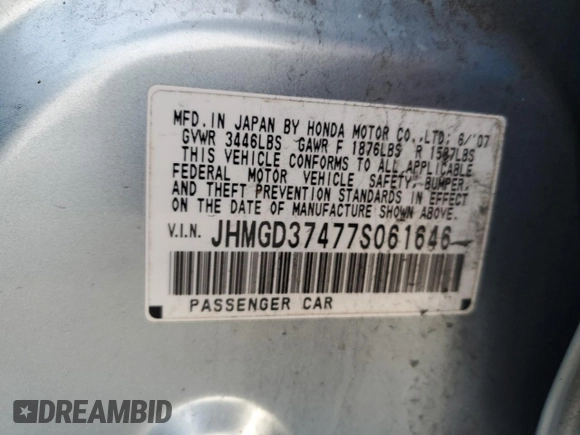 MFD. IN JAPAN BY HONDA MOTOR CO.,LTD: 6/'07
GVWR 3446LBS GAWR F 1876LBS R 1587LBS
THIS VEHICLE CONFORMS TO ALL APPLICABLE
FEDERAL MOTOR VEHICLE SAFETY, BUMPER,
AND THEFT PREVENTION STANDARDS IN EFFECT
ON THE DATE OF MANUFACTURE SHOWN ABOVE.
V.I.N. JHMGD37477S061646
PASSENGER CAR
DREAMBID